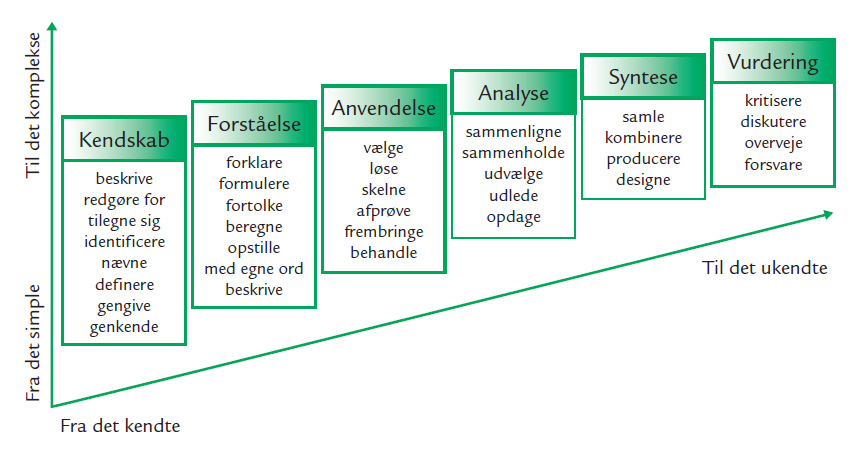 Til det komplekse
Fra det simple
Kendskab
beskrive
redgøre for
tilegne sig
identificere
nævne
definere
gengive
genkende
Forståelse
forklare
formulere
fortolke
beregne
opstille
med egne ord
beskrive
Anvendelse
vælge
løse
skelne
afprøve
frembringe
behandle
Analyse
sammenligne
sammenholde
udvælge
udlede
opdage
Syntese
samle
kombinere
producere
designe
Vurdering
kritisere
diskutere
overveje
forsvare
Til det ukendte
Fra det kendte